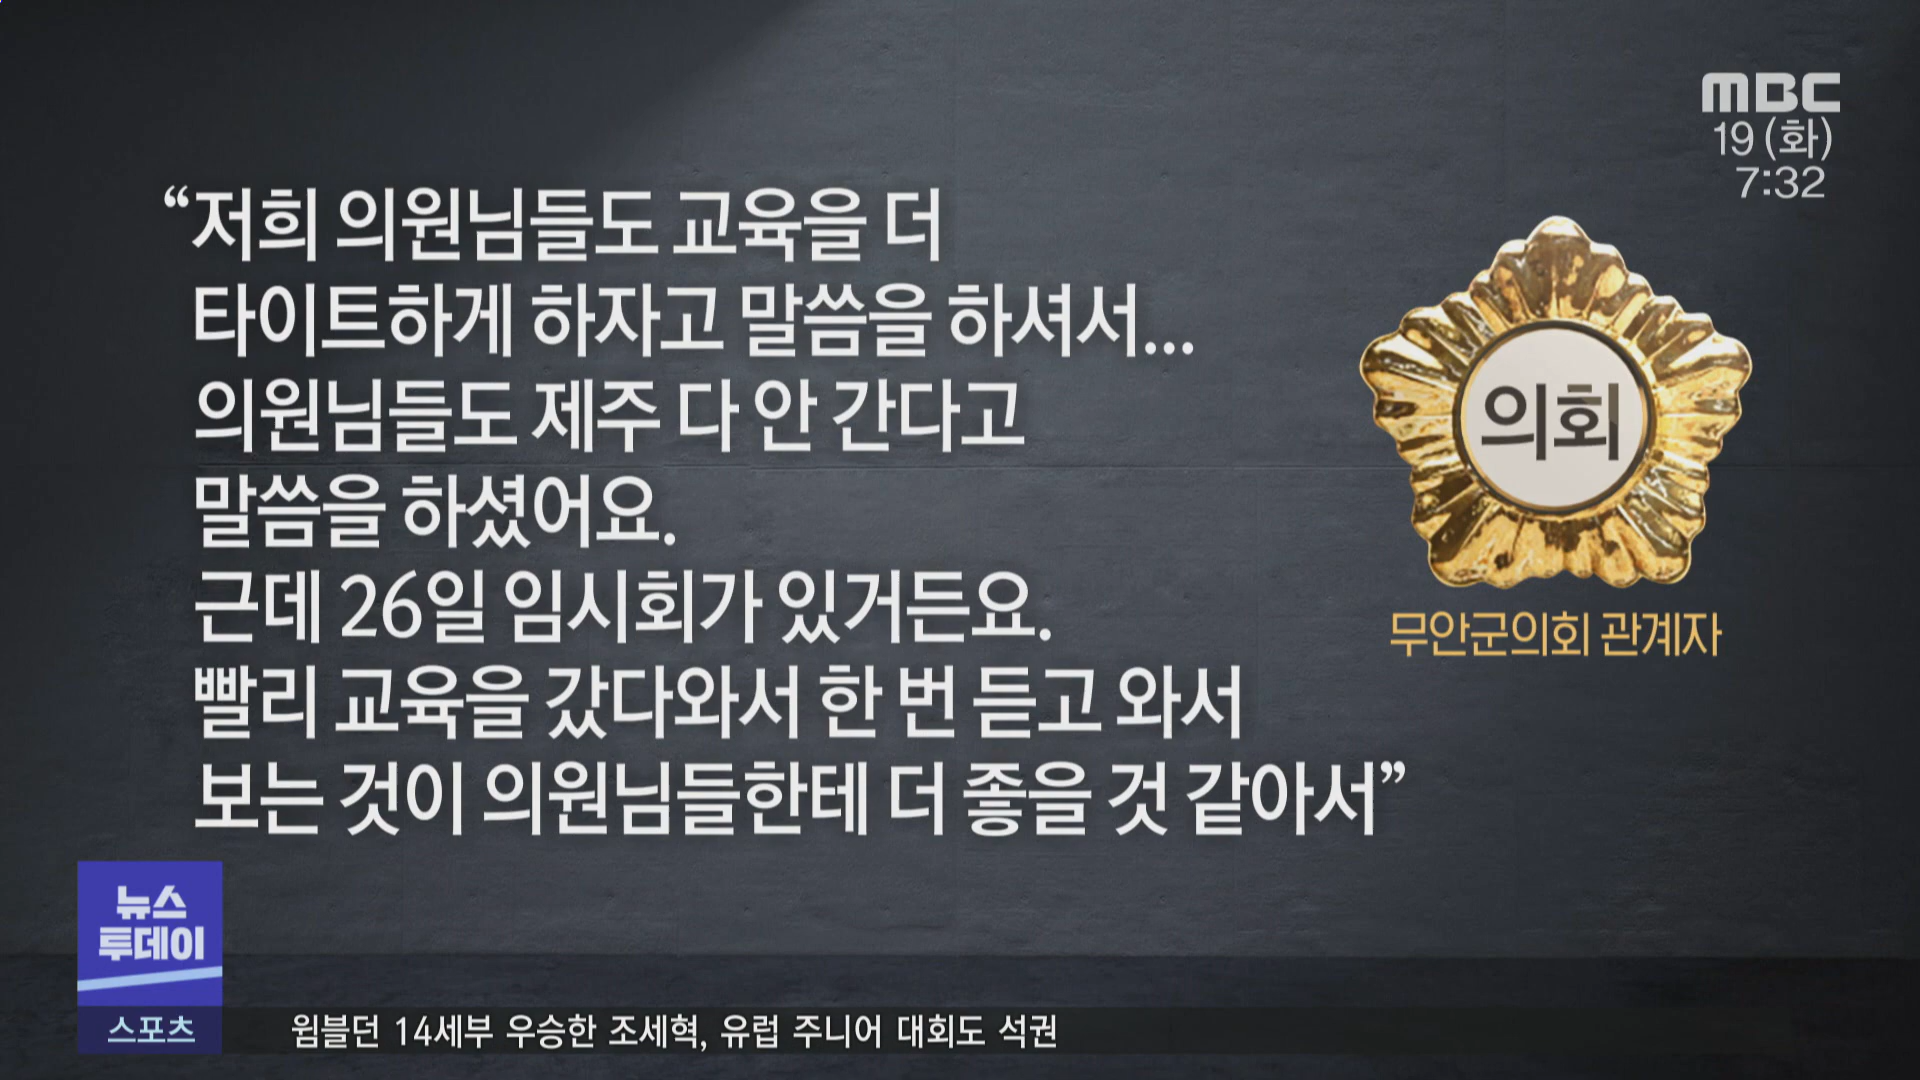 MBC
19 (화)
7:32
“저희 의원님들도 교육을 더
타이트하게 하자고 말씀을 하셔서...
의원님들도 제주 다 안 간다고
말씀을 하셨어요.
근데 26일 임시회가 있거든요.
빨리 교육을 갔다와서 한 번 듣고 와서
보는 것이 의원님들한테 더 좋을 것 같아서”
의회
무안군의회 관계자
뉴스
투데이
스포츠
윔블던 14세부 우승한 조세혁, 유럽 주니어 대회도 석권